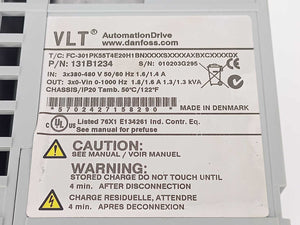 VLT® AutomationDrive
www.danfoss.com
T/C: FC-301PK55T4E20H1BNXXXXSXXXXAXBXCXXXXDX
P/N: 131B1234 S/N: 010203G295
IN: 3x380-480 V 50/60 Hz 1.6/1.4 A
OUT: 3x0-Vin 0-1000 Hz 1.8/1.6 A 1.3/1.3 kVA
CHASSIS/IP20 Tamb. 50°C/122°F
*5702427158290* MADE IN DENMARK
Listed 76X1 E134261 Ind. Contr. Eq.
See manual for
CAUTION:
SEE MANUAL / VOIR MANUEL
WARNING:
STORED CHARGE DO NOT TOUCH UNTIL
4 min. AFTER DISCONNECTION
CHARGE RESIDUELLE, ATTENDRE
4 min. APRES DECONNEXION